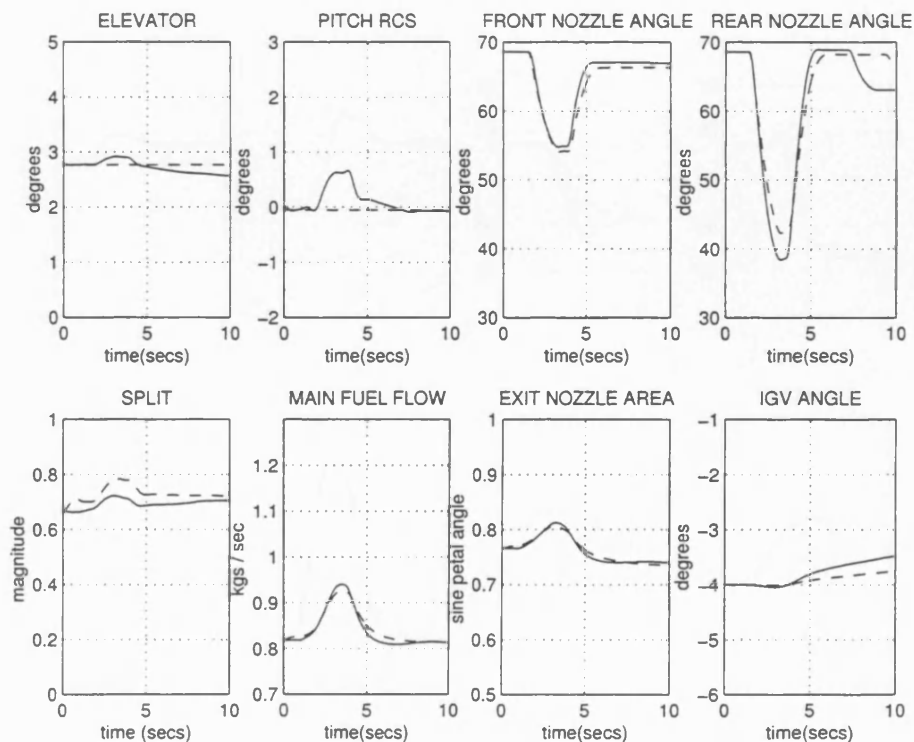 ELEVATOR
PITCH RCS
FRONT NOZZLE ANGLE
REAR NOZZLE ANGLE
5
4
3
2
1
0
degrees
0
5
10
time(secs)
3
2
1
0
−1
−2
degrees
0
5
10
time(secs)
70
60
50
40
30
degrees
0
5
10
time(secs)
70
60
50
40
30
degrees
0
5
10
time(secs)
SPLIT
MAIN FUEL FLOW
EXIT NOZZLE AREA
IGV ANGLE
1
0.8
0.6
0.4
0.2
0
magnitude
0
5
10
time (secs)
1.2
1.1
1
0.9
0.8
0.7
kgs / sec
0
5
10
time(secs)
1
0.9
0.8
0.7
0.6
0.5
sine petal angle
0
5
10
time(secs)
−1
−2
−3
−4
−5
−6
degrees
0
5
10
time(secs)